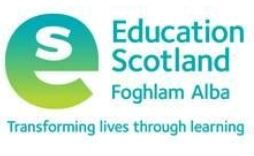 Education
Scotland
Foghlam Alba
Transforming lives through learning